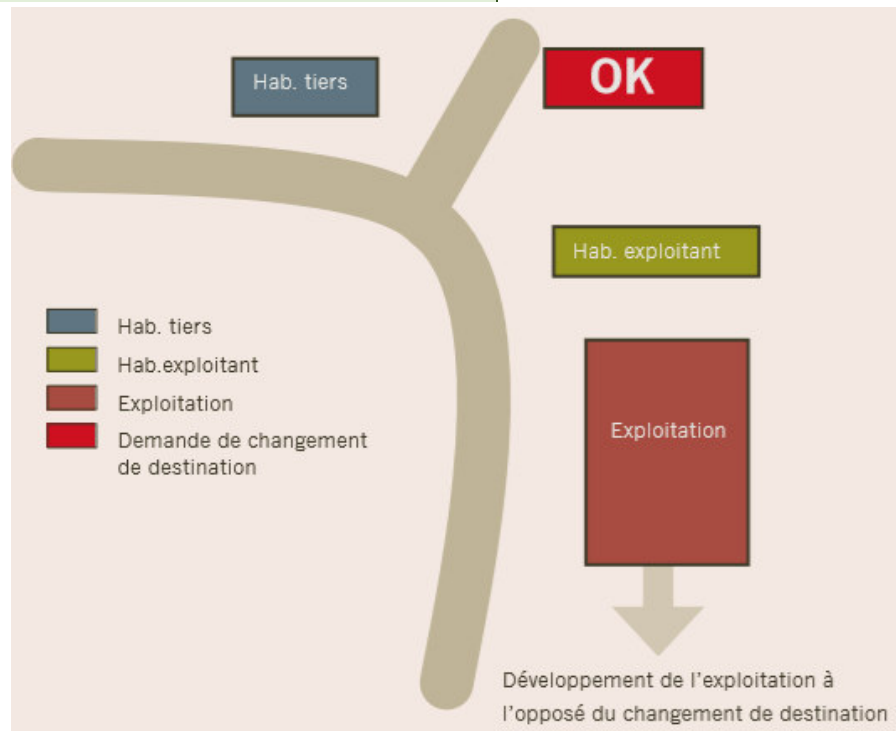 Hab. tiers
OK
Hab. exploitant
Hab. tiers
Hab.exploitant
Exploitation
Demande de changement
de destination
Exploitation
Développement de l'exploitation à
l'opposé du changement de destination